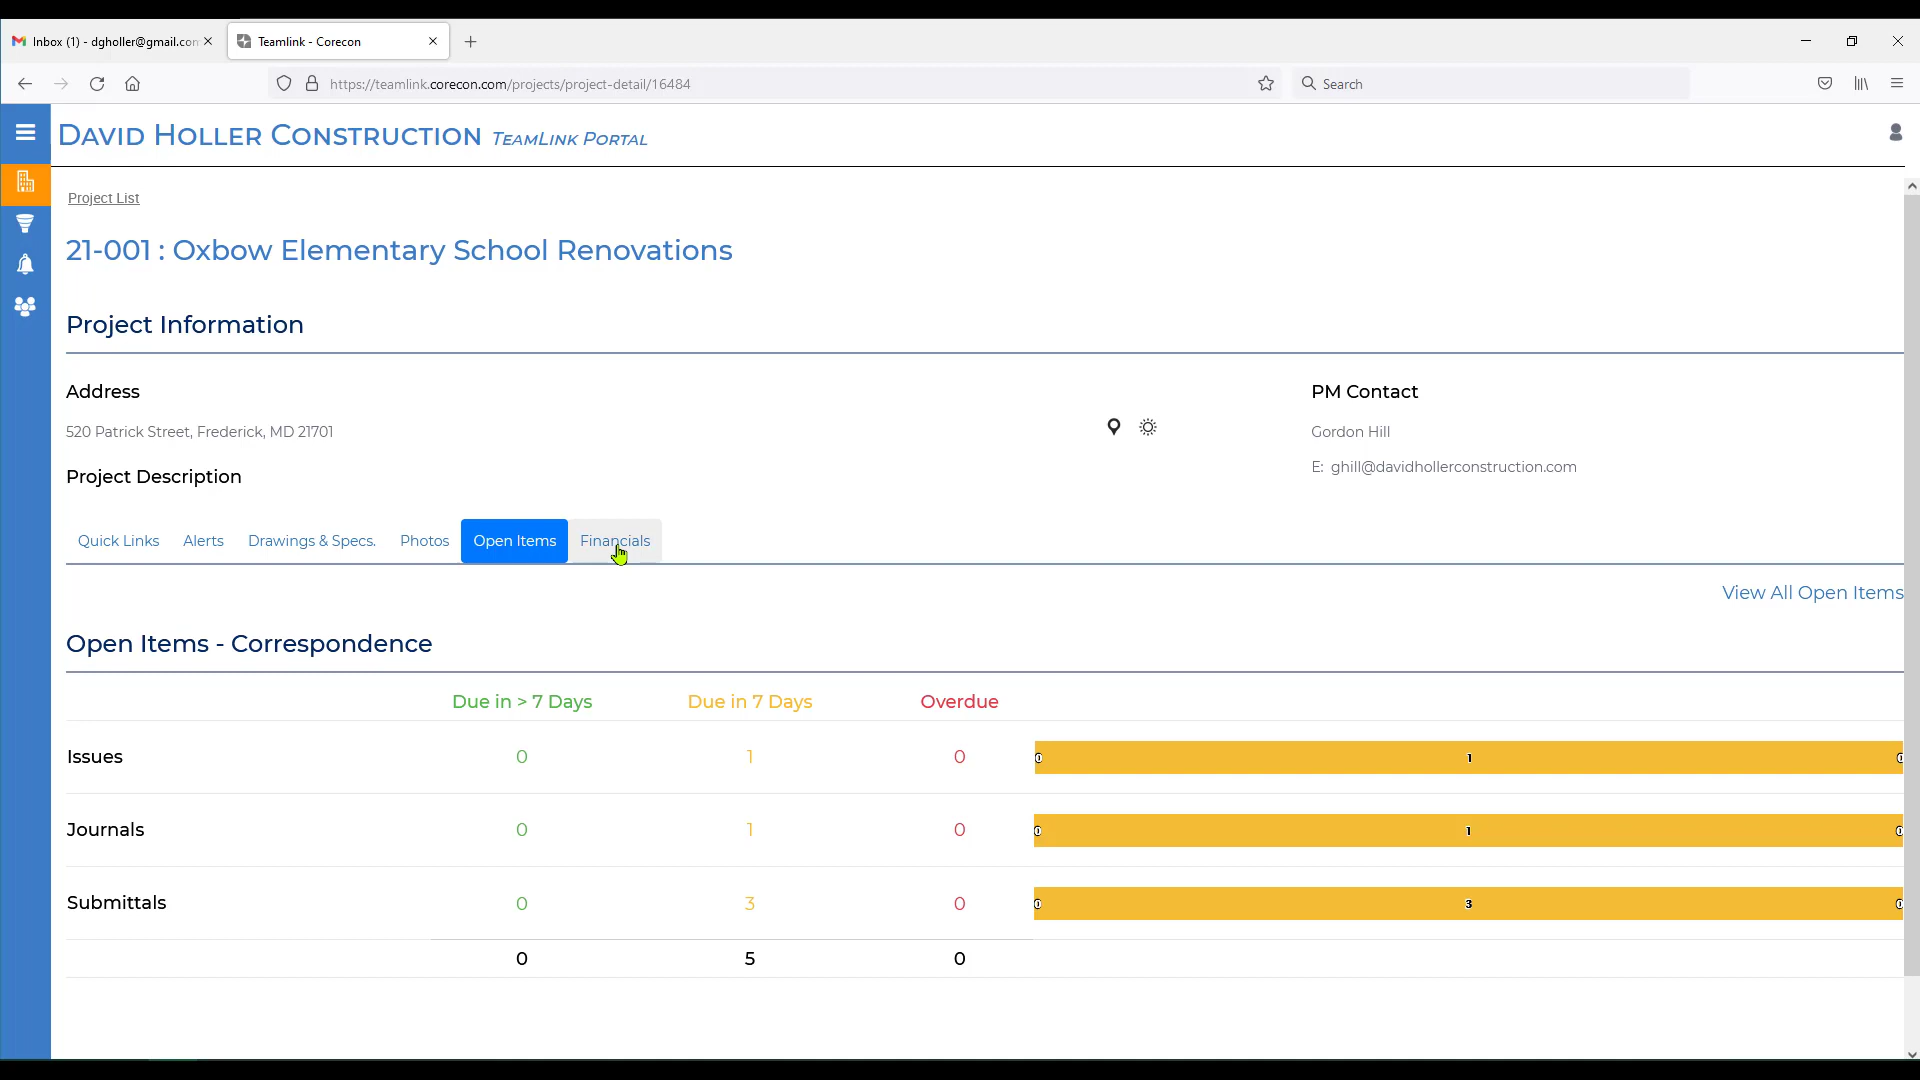 Inbox (1) - dgholler@gmail.com
Teamlink - Corecon
https://teamlink.corecon.com/projects/project-detail/16484
Search
DAVID HOLLER CONSTRUCTION TEAMLINK PORTAL
Project List
21-001 : Oxbow Elementary School Renovations
Project Information
Address
PM Contact
520 Patrick Street, Frederick, MD 21701
Gordon Hill
E: ghill@davidhollerconstruction.com
Project Description
Quick Links Alerts Drawings & Specs. Photos Open Items Financials
View All Open Items
Open Items - Correspondence
Due in > 7 Days Due in 7 Days Overdue
Issues 0 1 0 0 1 0
Journals 0 1 0 0 1 0
Submittals 0 3 0 0 3 0
0 5 0